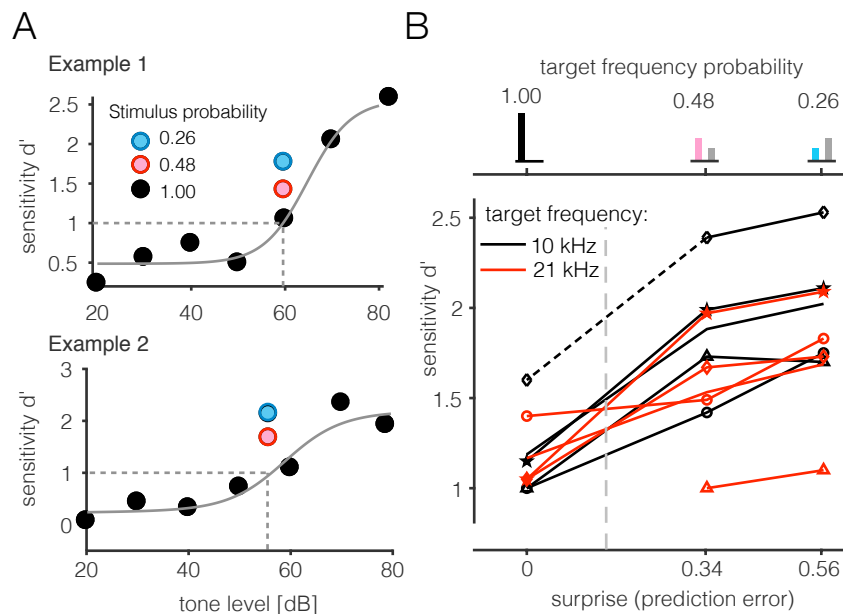 A
Example 1
sensitivity d'
2.5
2
1.5
1
0.5
Stimulus probability
0.26
0.48
1.00
20 40 60 80
Example 2
sensitivity d'
3
2
1
0
20 40 60 80
tone level [dB]
B
target frequency probability
1.00 0.48 0.26
target frequency:
10 kHz
21 kHz
sensitivity d'
2.5
2
1.5
1
0 0.34 0.56
surprise (prediction error)